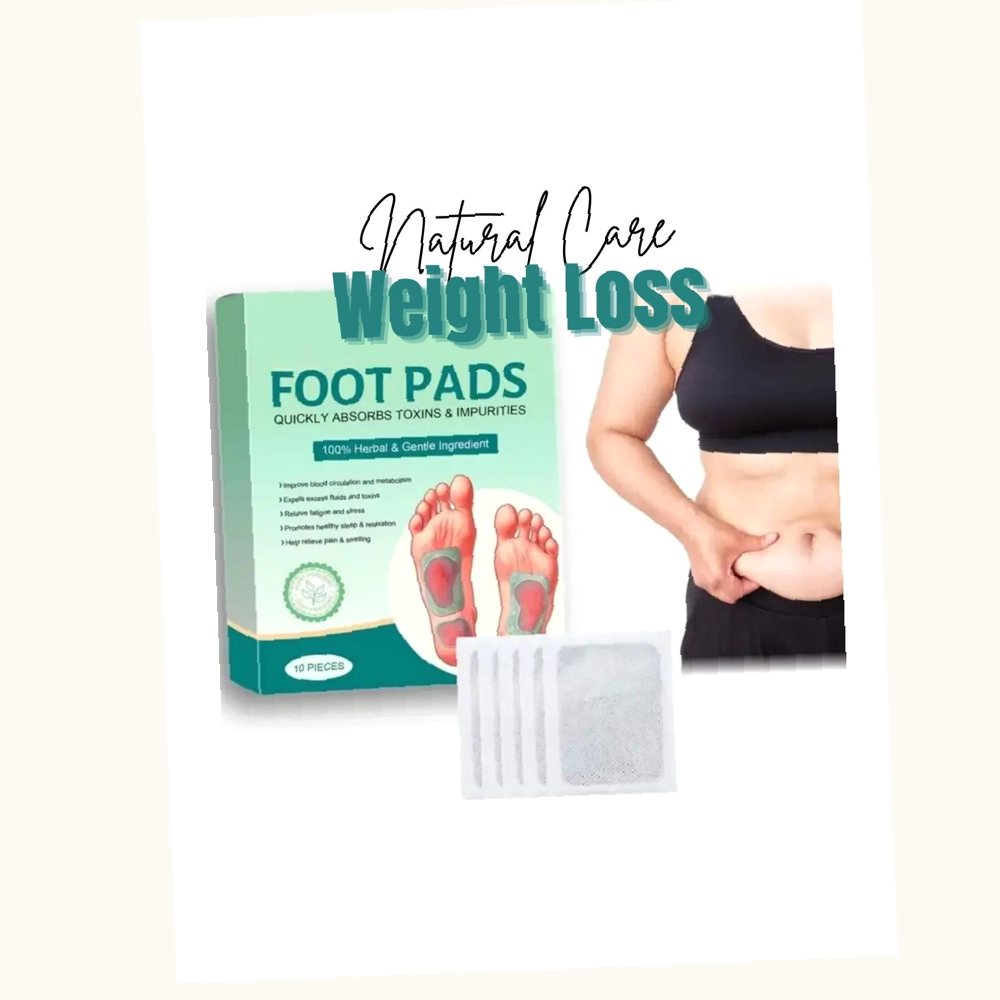 Natural Care
Weight Loss
FOOT PADS
QUICKLY ABSORBS TOXINS & IMPURITIES
100% Herbal & Gentle Ingredient
Improve blood circulation and metabolism
Expels excess fluids and toxins
Relieve fatigue and stress
Promotes healthy sleep & relaxation
Help relieve pain & swelling
10 PIECES